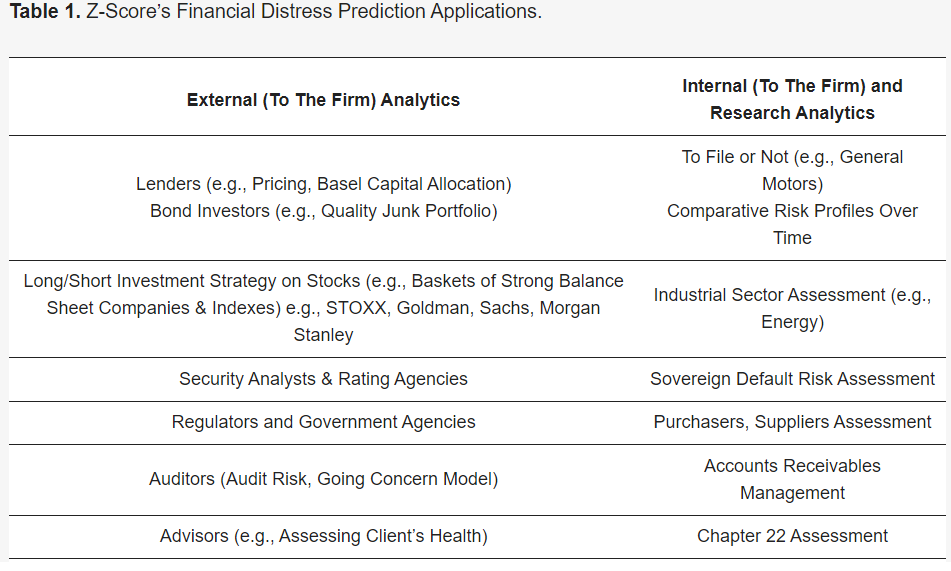 Table 1. Z-Score’s Financial Distress Prediction Applications.
External (To The Firm) Analytics
Internal (To The Firm) and
Research Analytics
Lenders (e.g., Pricing, Basel Capital Allocation)
Bond Investors (e.g., Quality Junk Portfolio)
To File or Not (e.g., General
Motors)
Comparative Risk Profiles Over
Time
Long/Short Investment Strategy on Stocks (e.g., Baskets of Strong Balance
Sheet Companies & Indexes) e.g., STOXX, Goldman, Sachs, Morgan
Stanley
Industrial Sector Assessment (e.g.,
Energy)
Security Analysts & Rating Agencies
Sovereign Default Risk Assessment
Regulators and Government Agencies
Purchasers, Suppliers Assessment
Auditors (Audit Risk, Going Concern Model)
Accounts Receivables
Management
Advisors (e.g., Assessing Client’s Health)
Chapter 22 Assessment